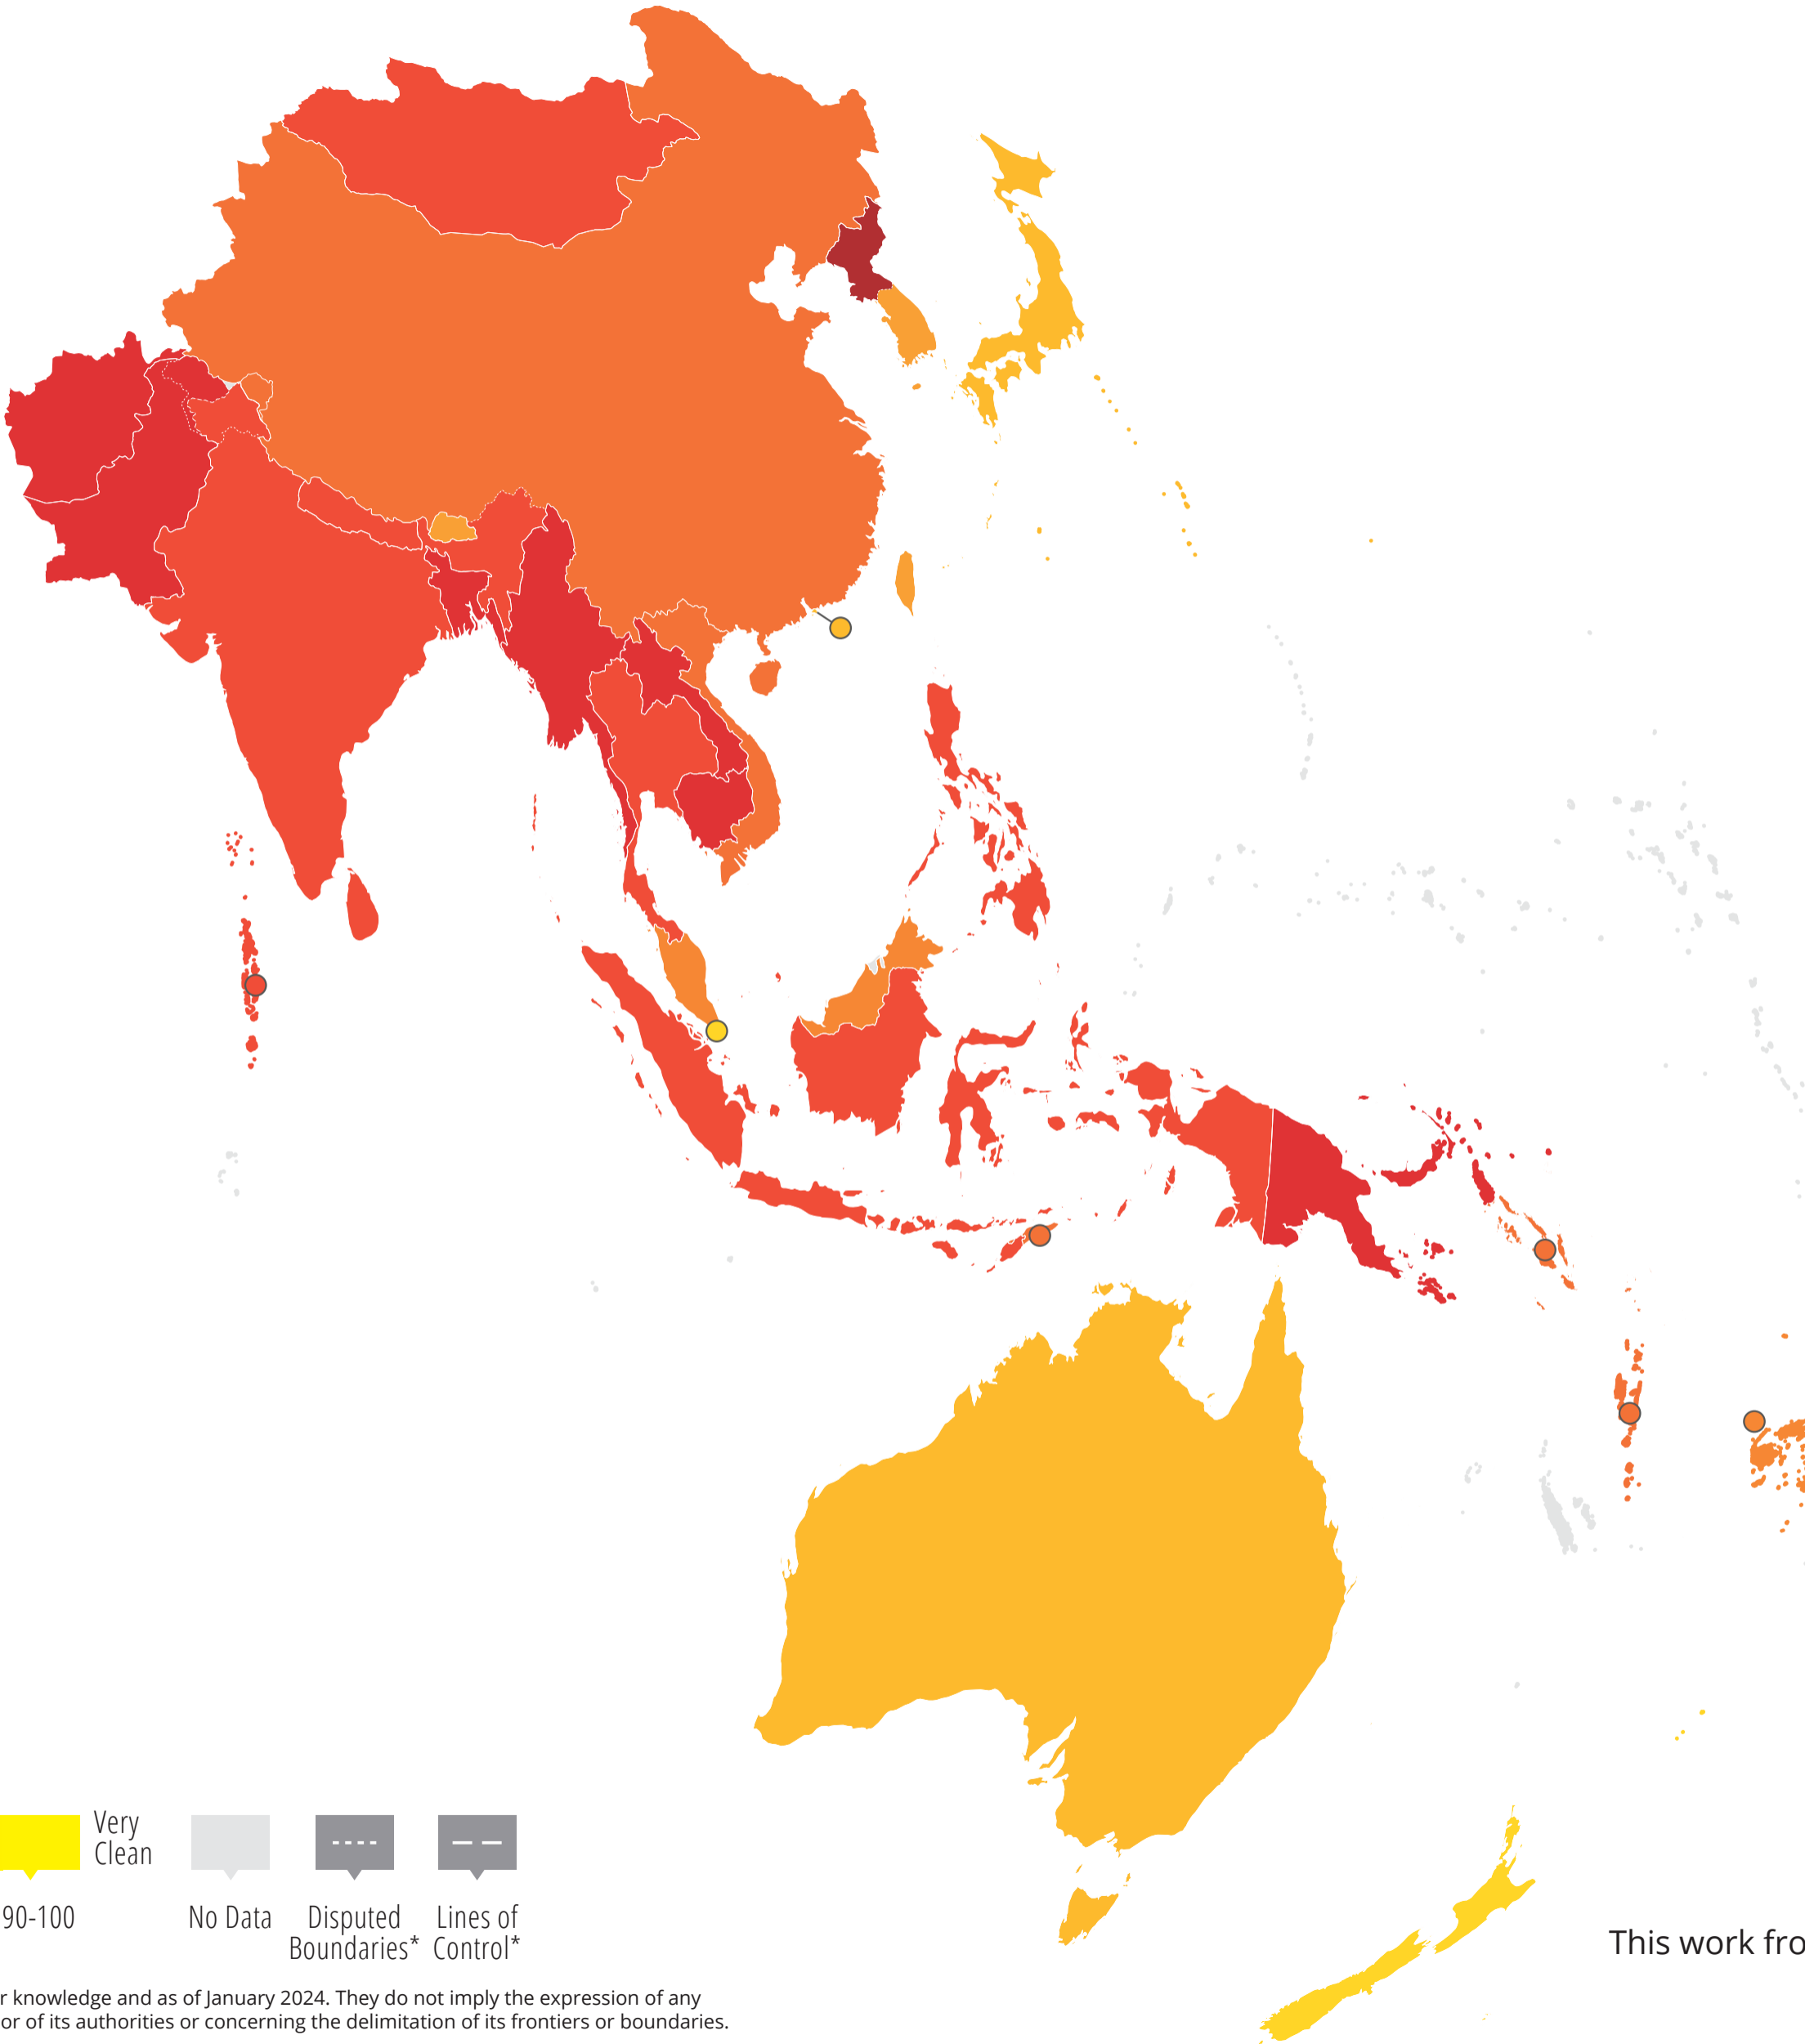 Very
Clean
90-100
No Data
Disputed
Boundaries*
Lines of
Control*
This work fro
r knowledge and as of January 2024. They do not imply the expression of any
or of its authorities or concerning the delimitation of its frontiers or boundaries.